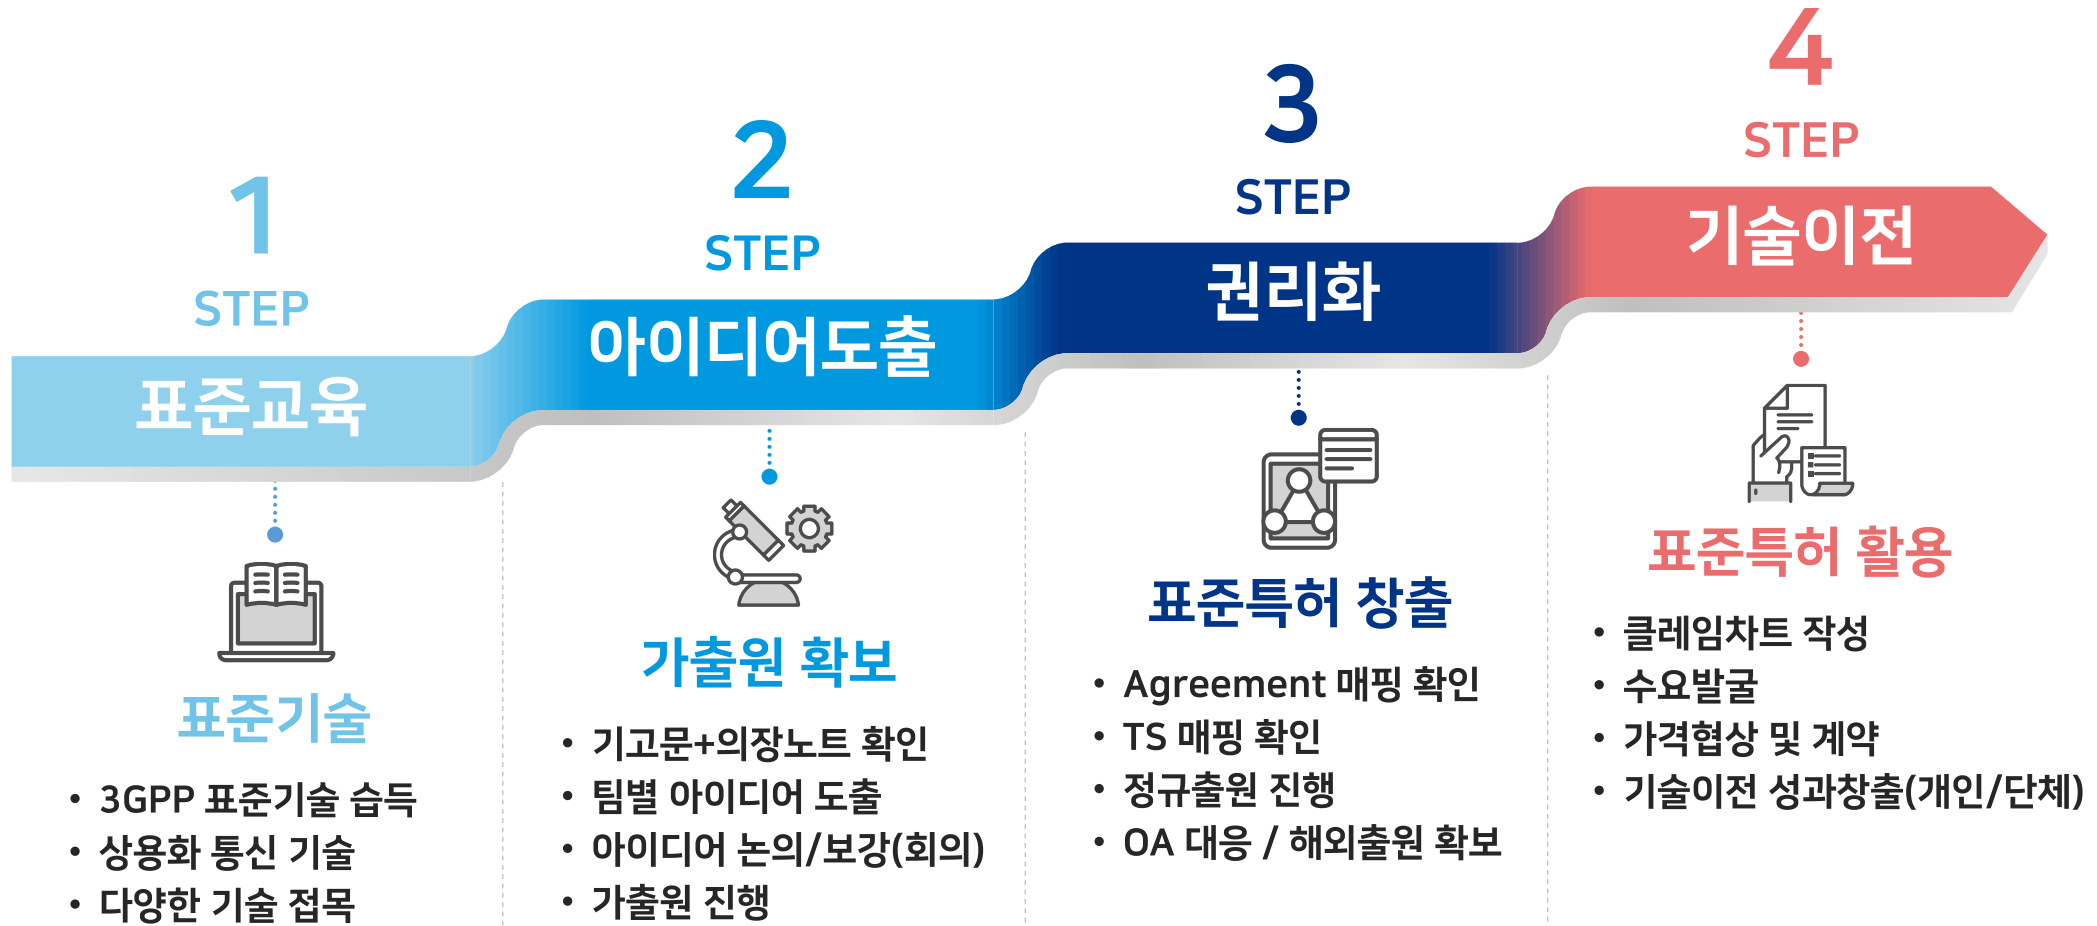 1
STEP
표준교육
표준기술
• 3GPP 표준기술 습득
• 상용화 통신 기술
• 다양한 기술 접목
2
STEP
아이디어도출
가출원 확보
• 기고문+의장노트 확인
• 팀별 아이디어 도출
• 아이디어 논의/보강(회의)
• 가출원 진행
3
STEP
권리화
표준특허 창출
• Agreement 매핑 확인
• TS 매핑 확인
• 정규출원 진행
• OA 대응 / 해외출원 확보
4
STEP
기술이전
표준특허 활용
• 클레임차트 작성
• 수요발굴
• 가격협상 및 계약
• 기술이전 성과창출(개인/단체)